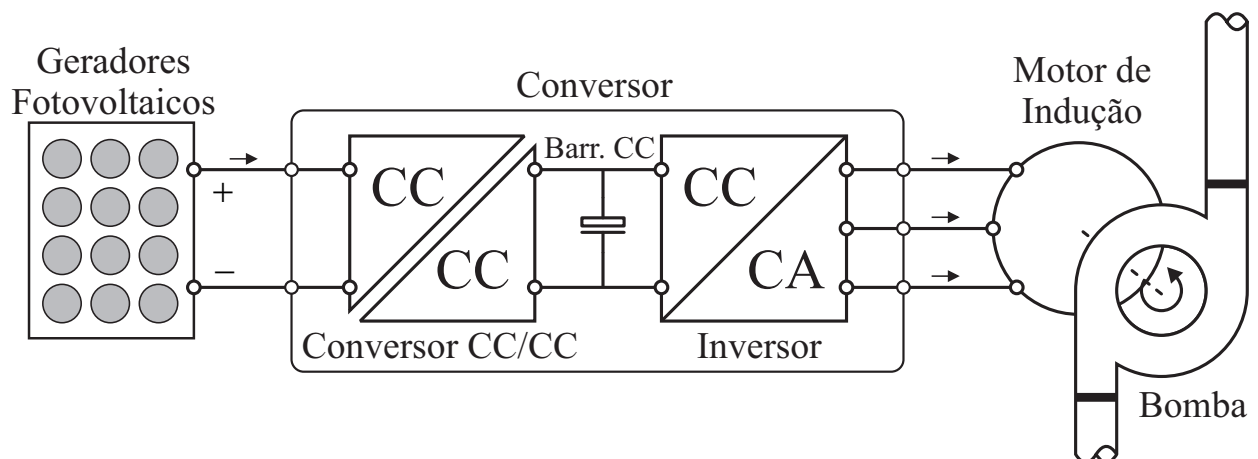 Geradores
Fotovoltaicos
+
−
Conversor
CC
CC
Conversor CC/CC
Barr. CC
CC
CA
Inversor
Motor de
Indução
Bomba